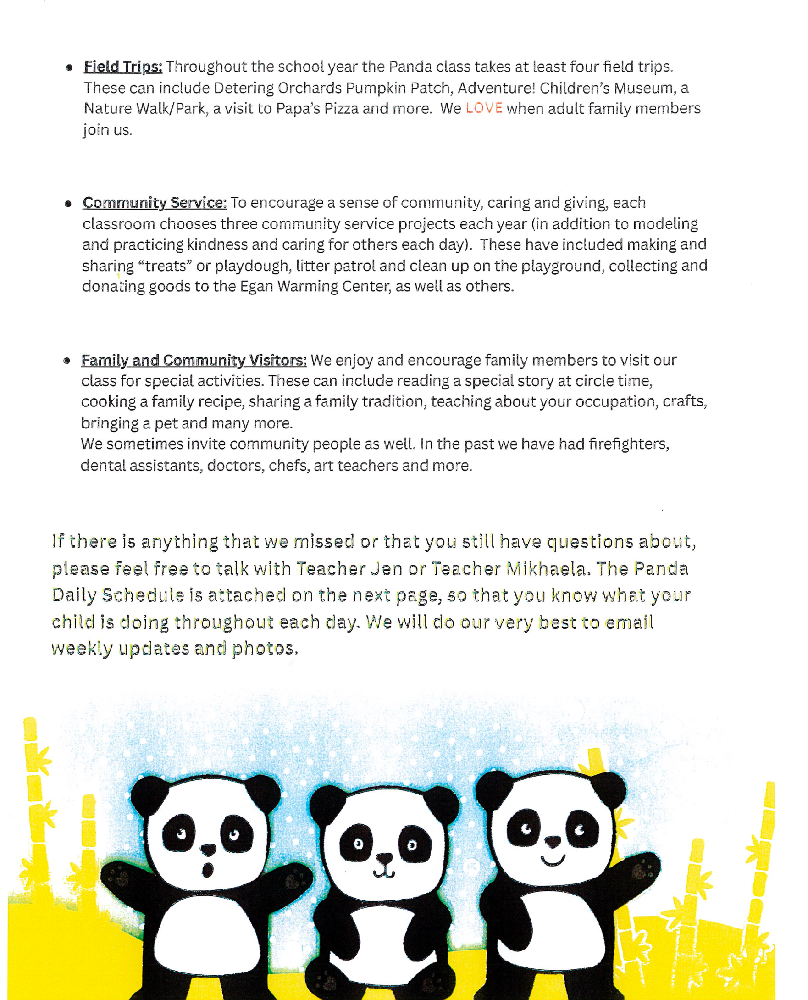 • Field Trips: Throughout the school year the Panda class takes at least four field trips.
These can include Detering Orchards Pumpkin Patch, Adventure! Children’s Museum, a
Nature Walk/Park, a visit to Papa’s Pizza and more.  We LOVE when adult family members
join us.
• Community Service: To encourage a sense of community, caring and giving, each
classroom chooses three community service projects each year (in addition to modeling
and practicing kindness and caring for others each day).  These have included making and
sharing “treats” or playdough, litter patrol and clean up on the playground, collecting and
donating goods to the Egan Warming Center, as well as others.
• Family and Community Visitors: We enjoy and encourage family members to visit our
class for special activities. These can include reading a special story at circle time,
cooking a family recipe, sharing a family tradition, teaching about your occupation, crafts,
bringing a pet and many more.
We sometimes invite community people as well. In the past we have had firefighters,
dental assistants, doctors, chefs, art teachers and more.
If there is anything that we missed or that you still have questions about,
please feel free to talk with Teacher Jen or Teacher Mikhaela. The Panda
Daily Schedule is attached on the next page, so that you know what your
child is doing throughout each day. We will do our very best to email
weekly updates and photos.